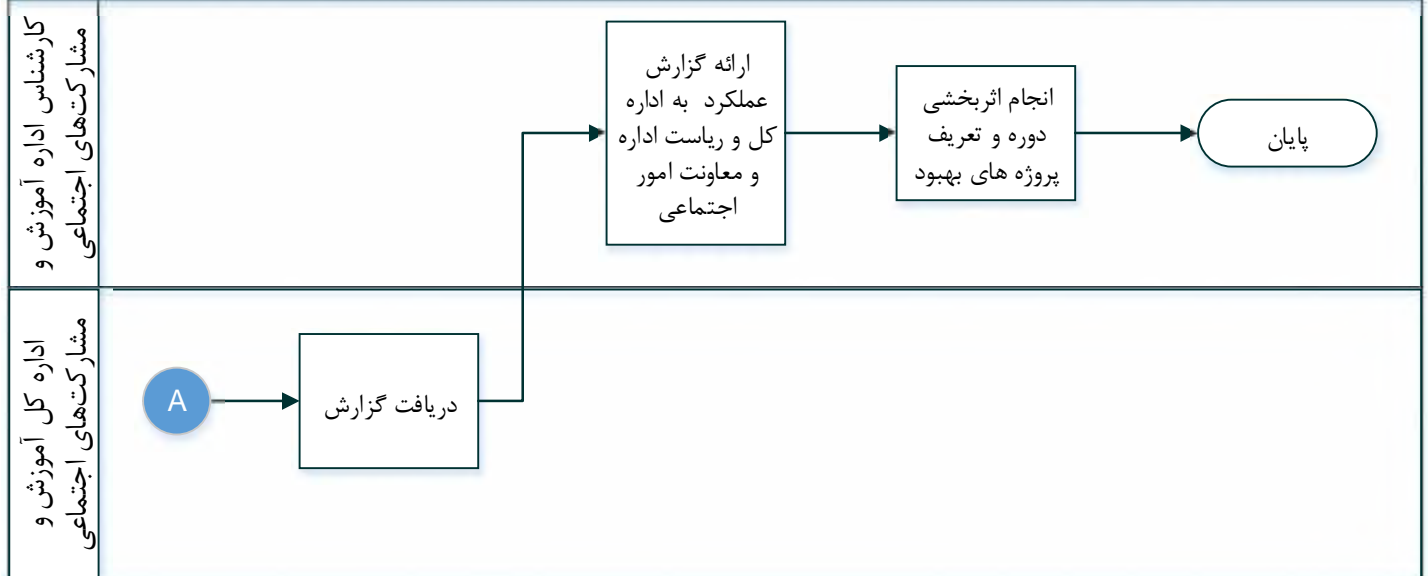 کارشناس اداره آموزش و
مشارکت‌های اجتماعی
ارائه گزارش
عملکرد به اداره
کل و ریاست اداره
و معاونت امور
اجتماعی
انجام اثربخشی
دوره و تعریف
پروژه های بهبود
پایان
اداره کل آموزش و
مشارکت‌های اجتماعی
A
دریافت گزارش